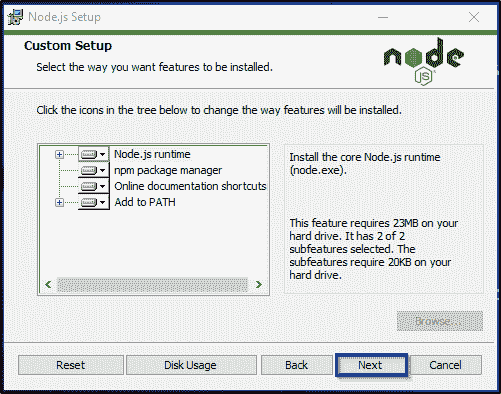 Node.js Setup
Custom Setup
Select the way you want features to be installed.
node
JS
Click the icons in the tree below to change the way features will be installed.
Node.js runtime
npm package manager
Online documentation shortcuts
Add to PATH
Install the core Node.js runtime
(node.exe).
This feature requires 23MB on your
hard drive. It has 2 of 2
subfeatures selected. The
subfeatures require 20KB on your
hard drive.
Browse...
Reset
Disk Usage
Back
Next
Cancel